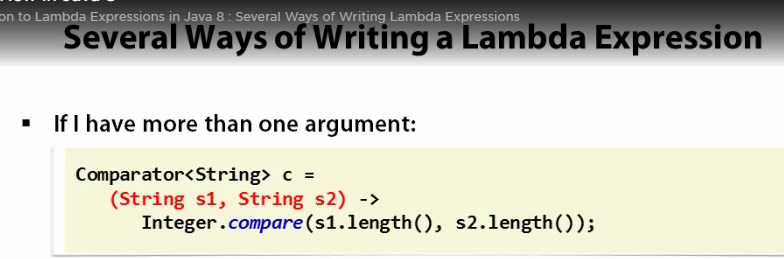 on to Lambda Expressions in Java 8 : Several Ways of Writing Lambda Expressions
Several Ways of Writing a Lambda Expression
▪ If I have more than one argument:
Comparator<String> c =
(String s1, String s2) ->
Integer.compare(s1.length(), s2.length());